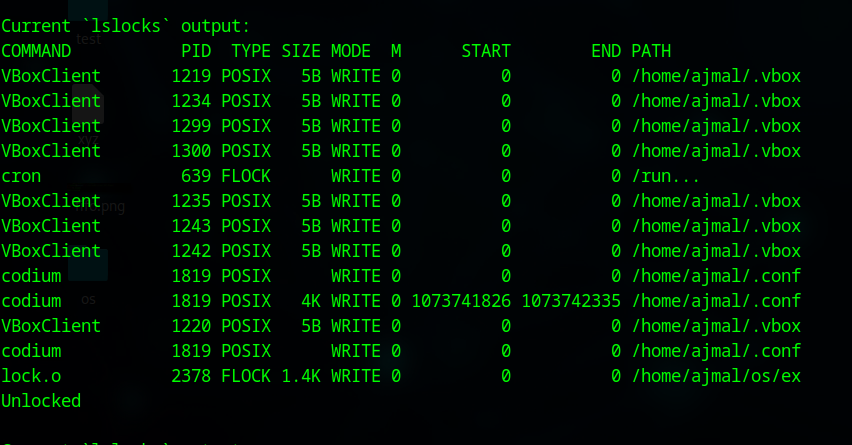 Current `lslocks` output:
COMMAND           PID  TYPE SIZE MODE  M      START        END PATH
VBoxClient       1219 POSIX   5B WRITE 0          0          0 /home/ajmal/.vbox
VBoxClient       1234 POSIX   5B WRITE 0          0          0 /home/ajmal/.vbox
VBoxClient       1299 POSIX   5B WRITE 0          0          0 /home/ajmal/.vbox
VBoxClient       1300 POSIX   5B WRITE 0          0          0 /home/ajmal/.vbox
cron              639 FLOCK      WRITE 0          0          0 /run...
VBoxClient       1235 POSIX   5B WRITE 0          0          0 /home/ajmal/.vbox
VBoxClient       1243 POSIX   5B WRITE 0          0          0 /home/ajmal/.vbox
VBoxClient       1242 POSIX   5B WRITE 0          0          0 /home/ajmal/.vbox
codium           1819 POSIX      WRITE 0          0          0 /home/ajmal/.conf
codium           1819 POSIX   4K WRITE 0 1073741826 1073742335 /home/ajmal/.conf
VBoxClient       1220 POSIX   5B WRITE 0          0          0 /home/ajmal/.vbox
codium           1819 POSIX      WRITE 0          0          0 /home/ajmal/.conf
lock.o           2378 FLOCK 1.4K WRITE 0          0          0 /home/ajmal/os/ex
Unlocked
test
os